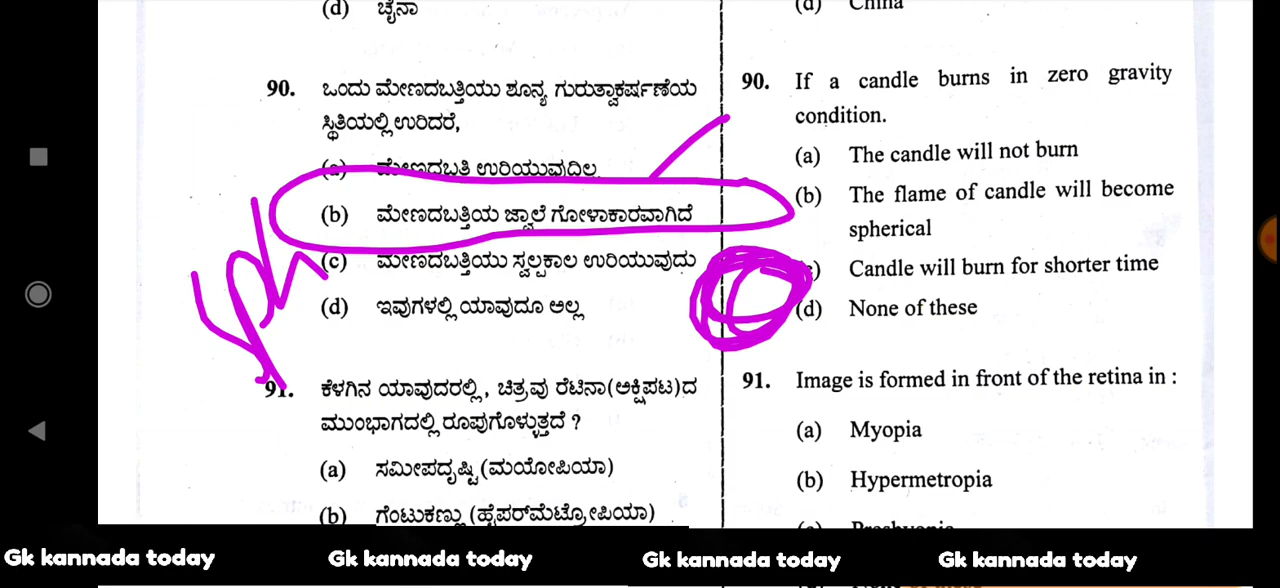 (d) ಚೈನಾ
(d) China
90. ಒಂದು ಮೇಣದಬತ್ತಿಯು ಶೂನ್ಯ ಗುರುತ್ವಾಕರ್ಷಣೆಯ
ಸ್ಥಿತಿಯಲ್ಲಿ ಉರಿದರೆ,
(a) ಮೇಣದಬತ್ತಿ ಉರಿಯುವುದಿಲ್ಲ
(b) ಮೇಣದಬತ್ತಿಯ ಜ್ವಾಲೆ ಗೋಳಾಕಾರವಾಗಿದೆ
(c) ಮೇಣದಬತ್ತಿಯು ಸ್ವಲ್ಪಕಾಲ ಉರಿಯುವುದು
(d) ಇವುಗಳಲ್ಲಿ ಯಾವುದೂ ಅಲ್ಲ
90. If a candle burns in zero gravity
condition.
(a) The candle will not burn
(b) The flame of candle will become
spherical
Candle will burn for shorter time
(d) None of these
sph
91. ಕೆಳಗಿನ ಯಾವುದರಲ್ಲಿ, ಚಿತ್ರವು ರೆಟಿನಾ(ಅಕ್ಷಿಪಟ)ದ
ಮುಂಭಾಗದಲ್ಲಿ ರೂಪುಗೊಳ್ಳುತ್ತದೆ ?
(a) ಸಮೀಪದೃಷ್ಟಿ (ಮಯೋಪಿಯಾ)
(b) ಗೆಂಟುಕಣ್ಣು (ಹೈಪರ್‌ಮೆಟ್ರೋಪಿಯಾ)
91. Image is formed in front of the retina in :
(a) Myopia
(b) Hypermetropia
Gk kannada today Gk kannada today Gk kannada today Gk kannada today